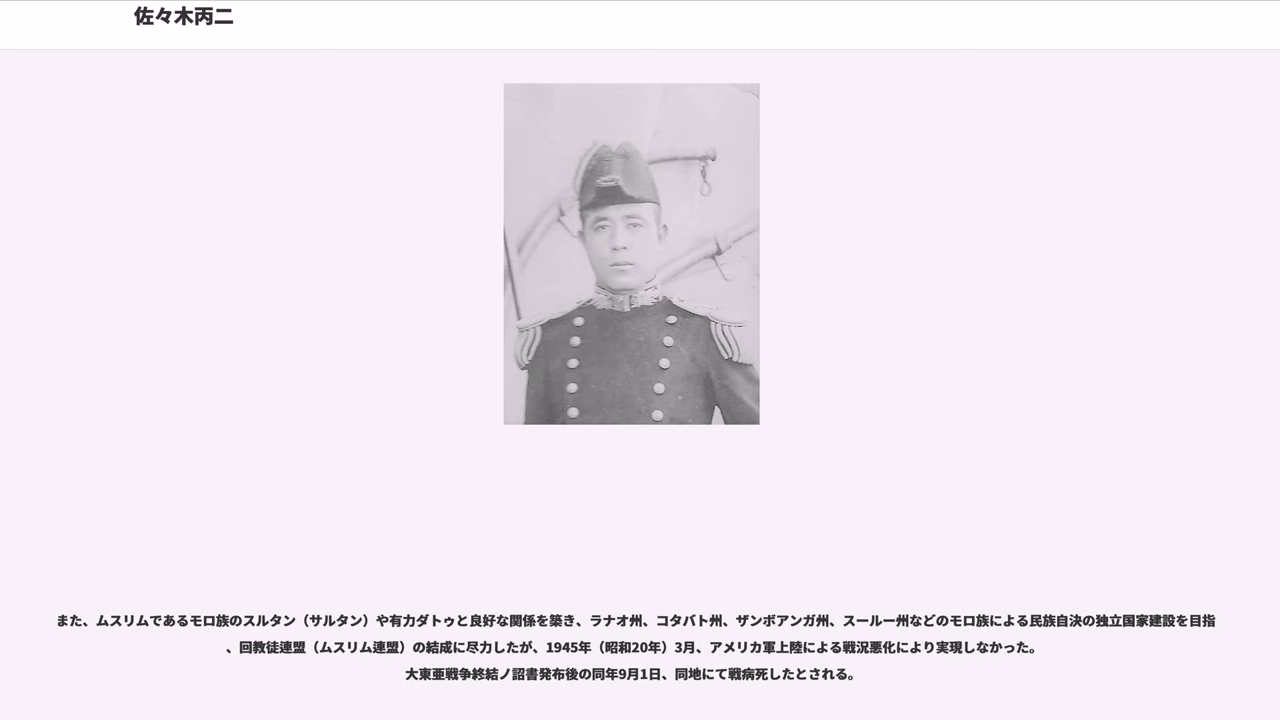 佐々木丙二
また、ムスリムであるモロ族のスルタン（サルタン）や有力ダトゥと良好な関係を築き、ラナオ州、コタバト州、ザンボアンガ州、スールー州などのモロ族による民族自決の独立国家建設を目指
、回教徒連盟（ムスリム連盟）の結成に尽力したが、1945年（昭和20年）3月、アメリカ軍上陸による戦況悪化により実現しなかった。
大東亜戦争終結ノ詔書発布後の同年9月1日、同地にて戦病死したとされる。